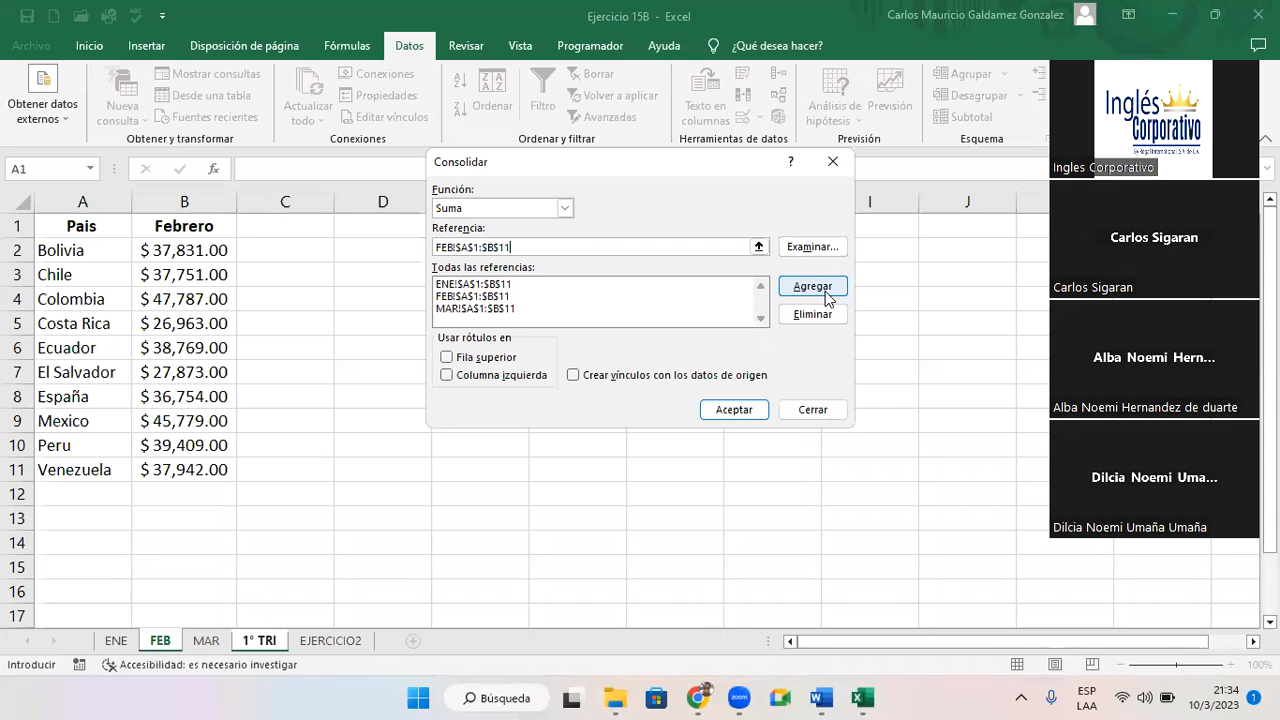 Ejercicio 15B - Excel
Carlos Mauricio Galdamez Gonzalez
Archivo
Inicio
Insertar
Disposición de página
Fórmulas
Datos
Revisar
Vista
Programador
Ayuda
¿Qué desea hacer?
Obtener datos
externos
Nueva
consulta
Mostrar consultas
Desde una tabla
Fuentes recientes
Obtener y transformar
Actualizar
todo
Conexiones
Propiedades
Editar vínculos
Conexiones
Ordenar
Filtro
Borrar
Volver a aplicar
Avanzadas
Ordenar y filtrar
Texto en
columnas
Herramientas de datos
Análisis de
hipótesis
Previsión
Previsión
Agrupar
Desagrupar
Subtotal
Esquema
A1
fx
A B C D I J
1 Pais Febrero
2 Bolivia $ 37,831.00
3 Chile $ 37,751.00
4 Colombia $ 47,787.00
5 Costa Rica $ 26,963.00
6 Ecuador $ 38,769.00
7 El Salvador $ 27,873.00
8 España $ 36,754.00
9 Mexico $ 45,779.00
10 Peru $ 39,409.00
11 Venezuela $ 37,942.00
12
13
14
15
16
17
Consolidar
?
Función:
Suma
Referencia:
FEB!$A$1:$B$11
Examinar...
Todas las referencias:
ENE!$A$1:$B$11
FEB!$A$1:$B$11
MAR!$A$1:$B$11
Agregar
Eliminar
Usar rótulos en
Fila superior
Columna izquierda
Crear vínculos con los datos de origen
Aceptar
Cerrar
Inglés
Corporativo
Ingles Corporativo
Carlos Sigaran
Carlos Sigaran
Alba Noemi Hern...
Alba Noemi Hernandez de duarte
Dilcia Noemi Uma...
Dilcia Noemi Umaña Umaña
ENE
FEB
MAR
1° TRI
EJERCICIO2
Introducir
Accesibilidad: es necesario investigar
100%
Búsqueda
zoom
ESP
LAA
21:34
10/3/2023
1